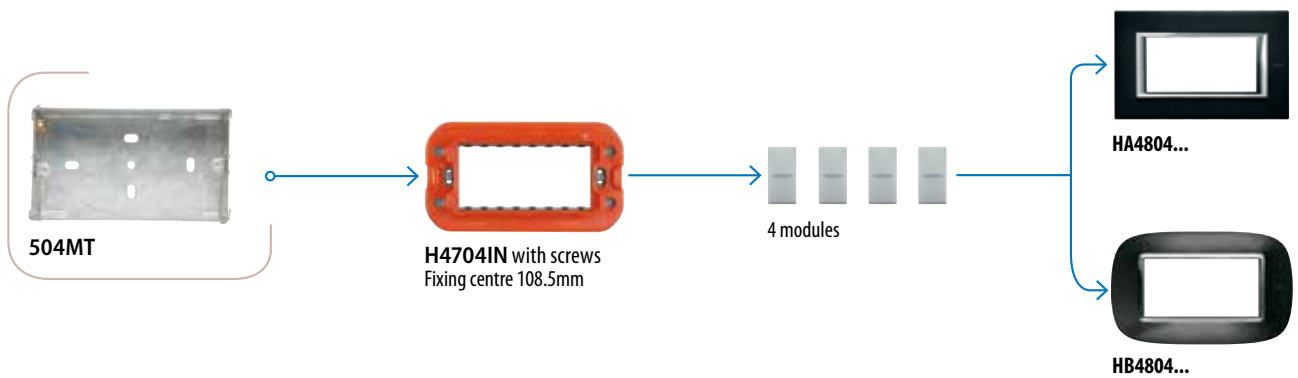 504MT
H4704IN with screws
Fixing centre 108.5mm
4 modules
HA4804...
HB4804...